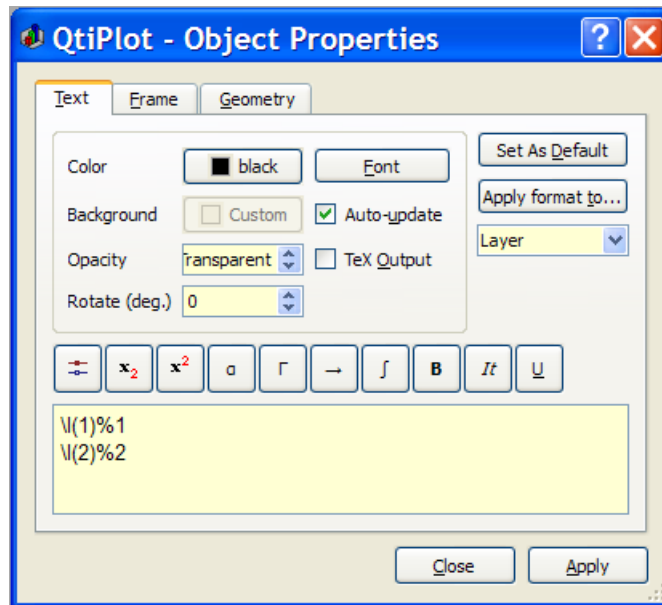 QtiPlot - Object Properties
Text Frame Geometry
Color black Font
Set As Default
Background Custom Auto-update
Apply format to...
Opacity Transparent TeX Output
Layer
Rotate (deg.) 0
x₂ x² α Γ → ∫ B It U
\l(1)%1
\l(2)%2
Close Apply